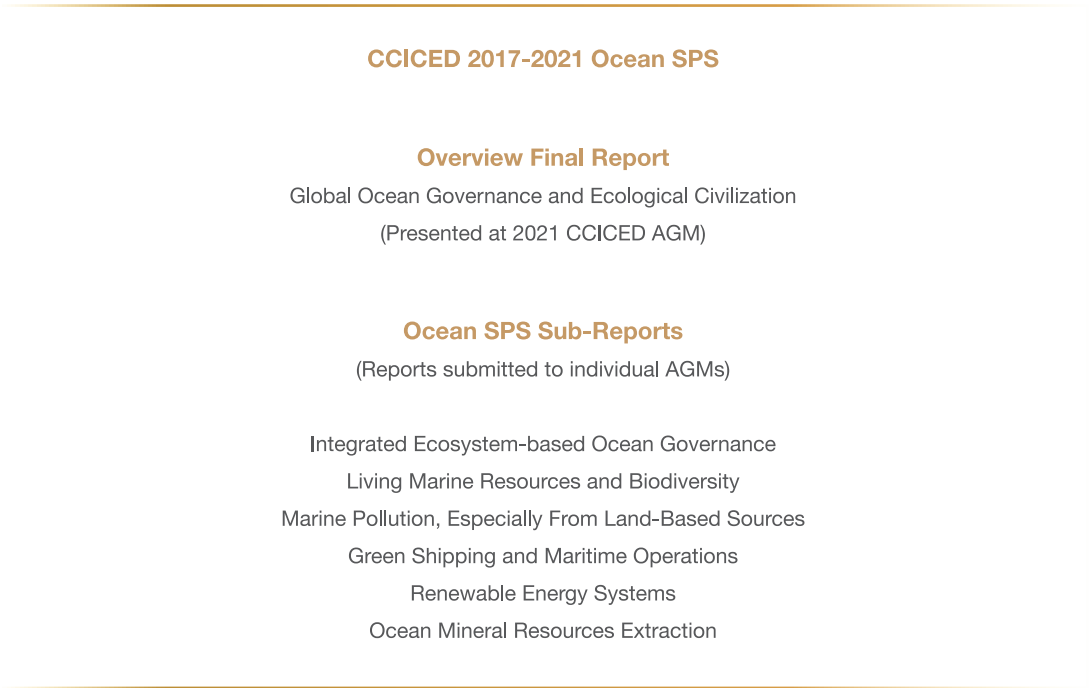 CCICED 2017-2021 Ocean SPS
Overview Final Report
Global Ocean Governance and Ecological Civilization
(Presented at 2021 CCICED AGM)
Ocean SPS Sub-Reports
(Reports submitted to individual AGMs)
Integrated Ecosystem-based Ocean Governance
Living Marine Resources and Biodiversity
Marine Pollution, Especially From Land-Based Sources
Green Shipping and Maritime Operations
Renewable Energy Systems
Ocean Mineral Resources Extraction